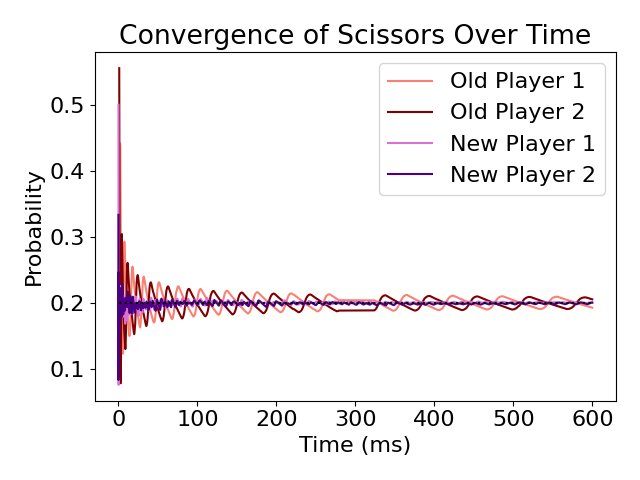 Convergence of Scissors Over Time
Old Player 1
Old Player 2
New Player 1
New Player 2
Probability
0.5
0.4
0.3
0.2
0.1
0 100 200 300 400 500 600
Time (ms)